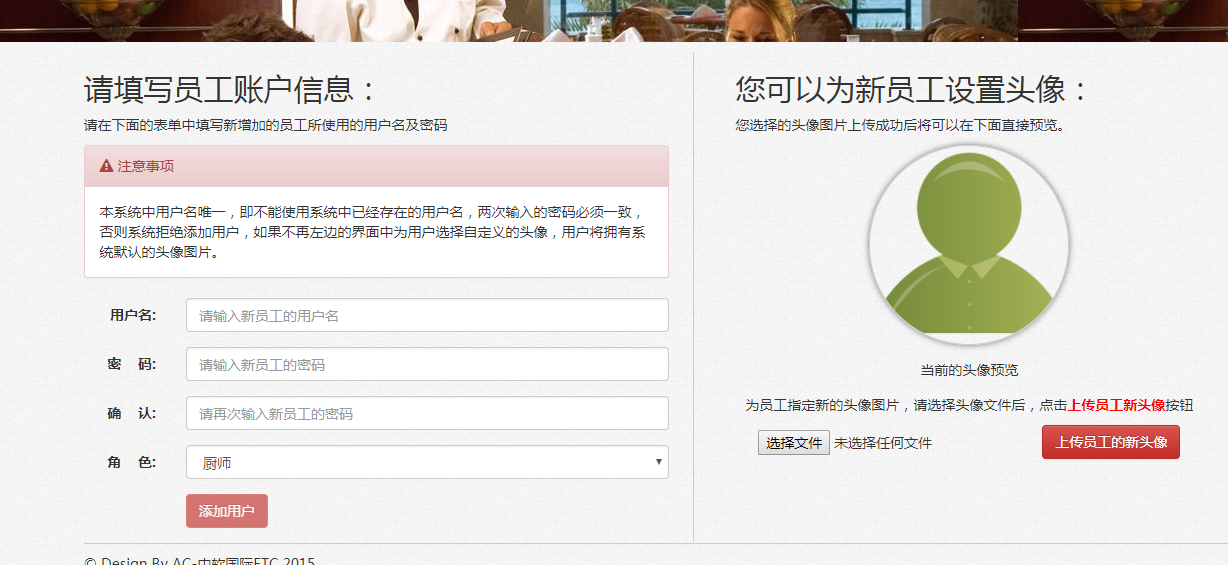 请填写员工账户信息：
请在下面的表单中填写新增加的员工所使用的用户名及密码
注意事项
本系统中用户名唯一，即不能使用系统中已经存在的用户名，两次输入的密码必须一致，
否则系统拒绝添加用户，如果不再左边的界面中为用户选择自定义的头像，用户将拥有系
统默认的头像图片。
用户名: 请输入新员工的用户名
密 码: 请输入新员工的密码
确 认: 请再次输入新员工的密码
角 色: 厨师
添加用户
您可以为新员工设置头像：
您选择的头像图片上传成功后将可以在下面直接预览。
当前的头像预览
为员工指定新的头像图片，请选择头像文件后，点击上传员工新头像按钮
选择文件 未选择任何文件 上传员工的新头像
© Design By AC-中软国际ETC 2015